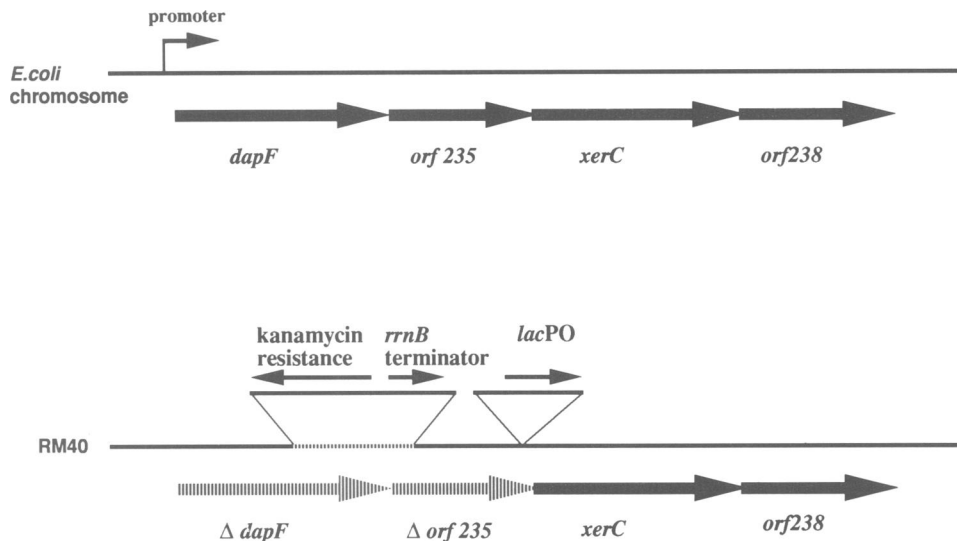 promoter
E.coli
chromosome
dapF orf 235 xerC orf238
kanamycin rrnB lacPO
resistance terminator
RM40
Δ dapF Δ orf 235 xerC orf238